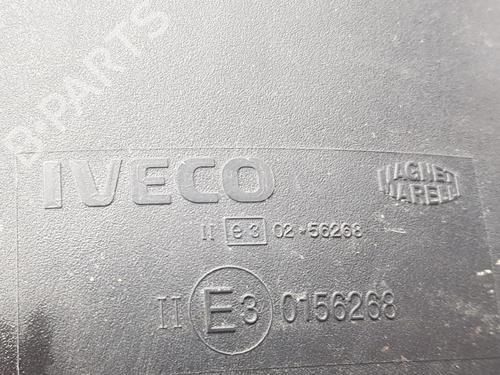 B-PARTS
IVECO
MAGNETI
MARELLI
II e3 02*56268
II E3 0156268